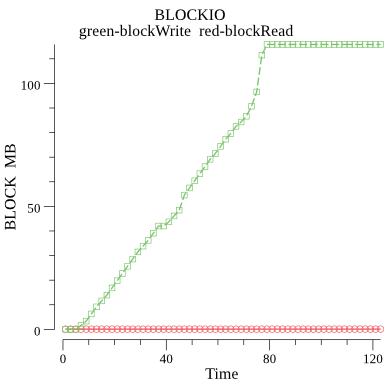 BLOCKIO
green-blockWrite red-blockRead
BLOCK MB
100
50
0
0 40 80 120
Time